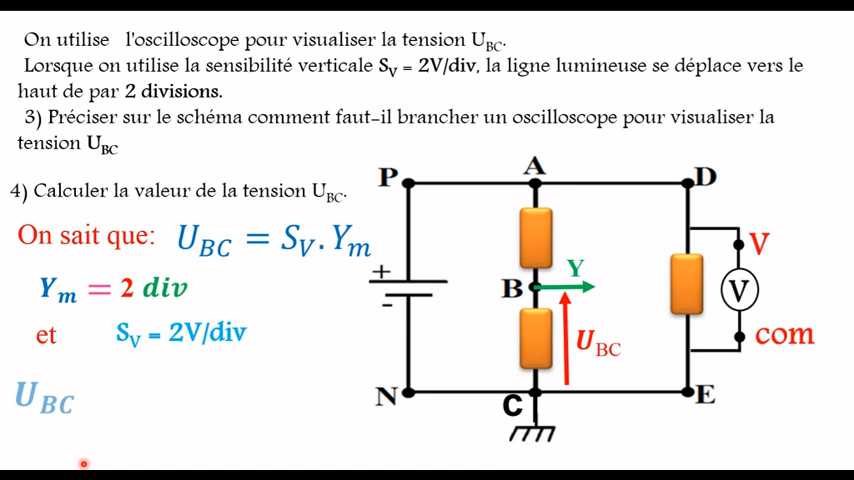 On utilise l'oscilloscope pour visualiser la tension UBC.
Lorsque on utilise la sensibilité verticale SV = 2V/div, la ligne lumineuse se déplace vers le
haut de par 2 divisions.
3) Préciser sur le schéma comment faut-il brancher un oscilloscope pour visualiser la
tension UBC
4) Calculer la valeur de la tension UBC.
On sait que: UBC = SV.Ym
Ym = 2 div
et SV = 2V/div
UBC
P
A
D
+
-
B
Y
UBC
V
V
com
N
C
E